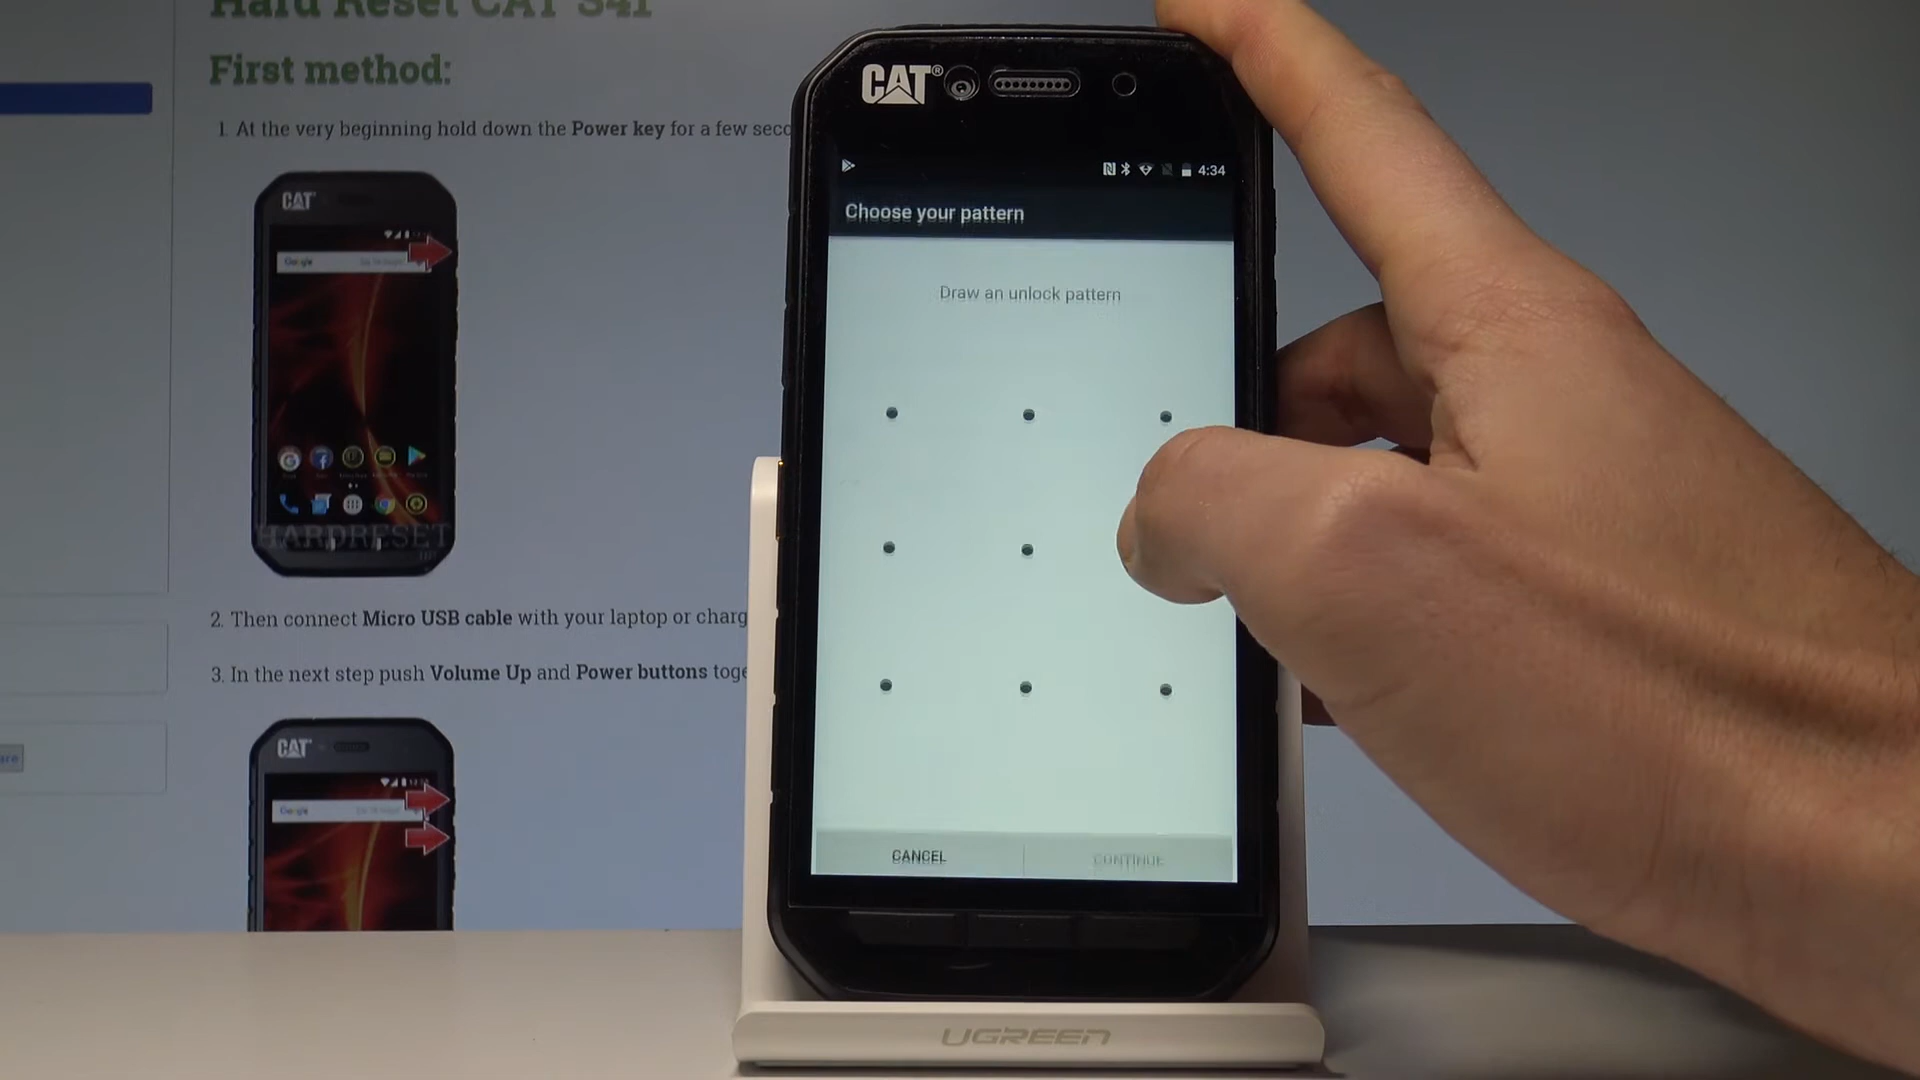 Hard Reset CAT S41
First method:
1. At the very beginning hold down the Power key for a few seco
CAT
Google
HARDRESET
2. Then connect Micro USB cable with your laptop or charg
3. In the next step push Volume Up and Power buttons toge
CAT
Google
CAT®
4:34
Choose your pattern
Draw an unlock pattern
CANCEL
CONTINUE
UGREEN